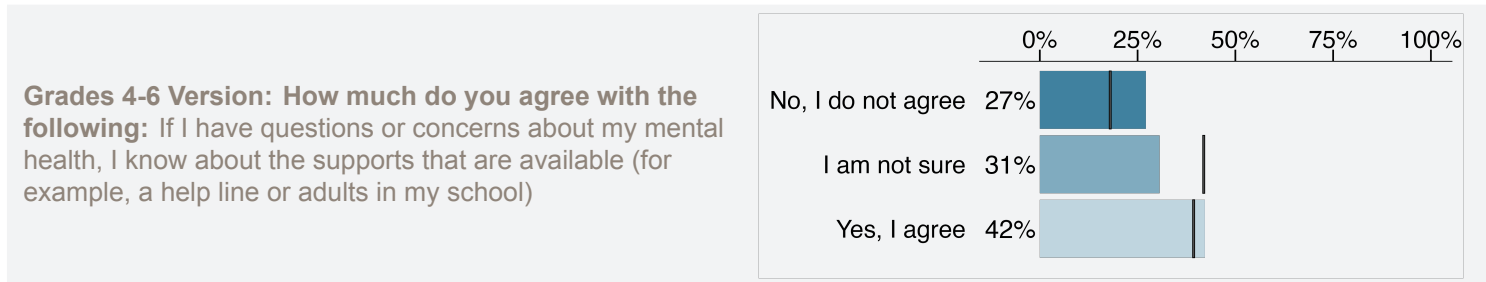 Grades 4-6 Version: How much do you agree with the
following: If I have questions or concerns about my mental
health, I know about the supports that are available (for
example, a help line or adults in my school)
0% 25% 50% 75% 100%
No, I do not agree 27%
I am not sure 31%
Yes, I agree 42%